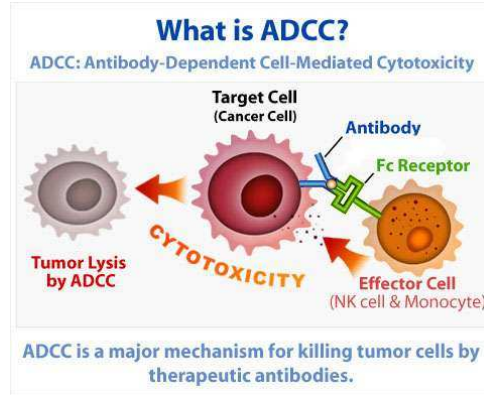 What is ADCC?
ADCC: Antibody-Dependent Cell-Mediated Cytotoxicity
Target Cell
(Cancer Cell)
Antibody
Fc Receptor
CYTOTOXICITY
Tumor Lysis
by ADCC
Effector Cell
(NK cell & Monocyte)
ADCC is a major mechanism for killing tumor cells by
therapeutic antibodies.